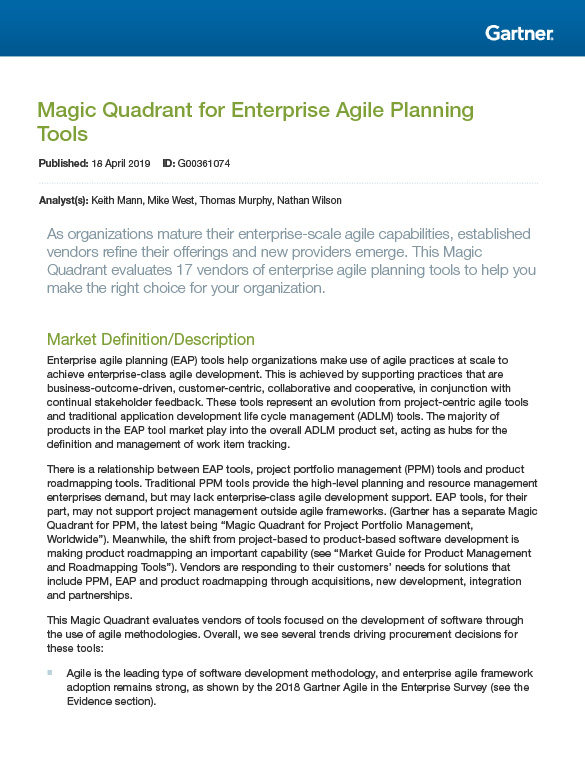 Gartner
Magic Quadrant for Enterprise Agile Planning
Tools
Published: 18 April 2019 ID: G00361074
Analyst(s): Keith Mann, Mike West, Thomas Murphy, Nathan Wilson
As organizations mature their enterprise-scale agile capabilities, established
vendors refine their offerings and new providers emerge. This Magic
Quadrant evaluates 17 vendors of enterprise agile planning tools to help you
make the right choice for your organization.
Market Definition/Description
Enterprise agile planning (EAP) tools help organizations make use of agile practices at scale to
achieve enterprise-class agile development. This is achieved by supporting practices that are
business-outcome-driven, customer-centric, collaborative and cooperative, in conjunction with
continual stakeholder feedback. These tools represent an evolution from project-centric agile tools
and traditional application development life cycle management (ADLM) tools. The majority of
products in the EAP tool market play into the overall ADLM product set, acting as hubs for the
definition and management of work item tracking.
There is a relationship between EAP tools, project portfolio management (PPM) tools and product
roadmapping tools. Traditional PPM tools provide the high-level planning and resource management
enterprises demand, but may lack enterprise-class agile development support. EAP tools, for their
part, may not support project management outside agile frameworks. (Gartner has a separate Magic
Quadrant for PPM, the latest being “Magic Quadrant for Project Portfolio Management,
Worldwide”). Meanwhile, the shift from project-based to product-based software development is
making product roadmapping an important capability (see “Market Guide for Product Management
and Roadmapping Tools”). Vendors are responding to their customers’ needs for solutions that
include PPM, EAP and product roadmapping through acquisitions, new development, integration
and partnerships.
This Magic Quadrant evaluates vendors of tools focused on the development of software through
the use of agile methodologies. Overall, we see several trends driving procurement decisions for
these tools:
■ Agile is the leading type of software development methodology, and enterprise agile framework
adoption remains strong, as shown by the 2018 Gartner Agile in the Enterprise Survey (see the
Evidence section).